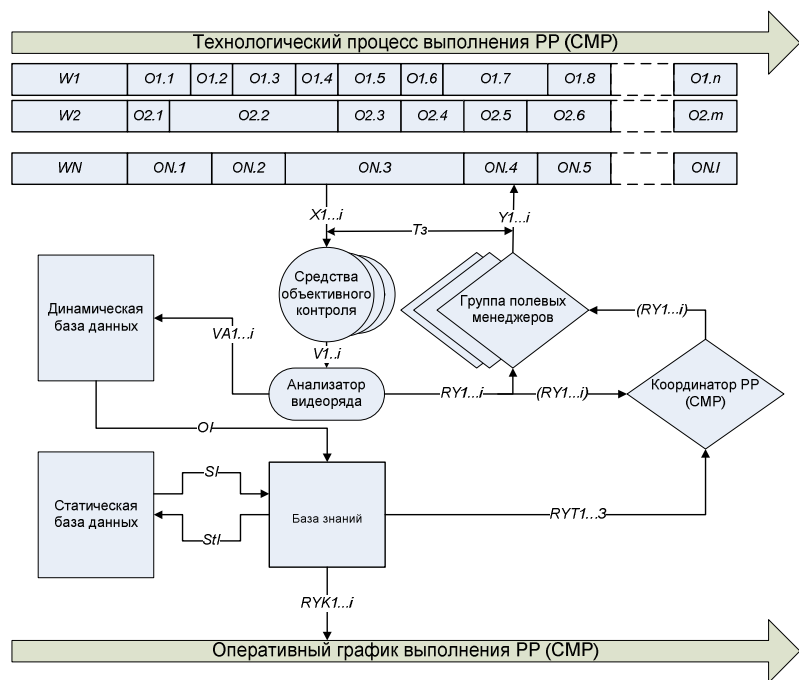 Технологический процесс выполнения РР (СМР)
W1 O1.1 O1.2 O1.3 O1.4 O1.5 O1.6 O1.7 O1.8 O1.n
W2 O2.1 O2.2 O2.3 O2.4 O2.5 O2.6 O2.m
WN ON.1 ON.2 ON.3 ON.4 ON.5 ON.l
X1...i
Y1...i
Тз
Средства
объективного
контроля
Группа полевых
менеджеров
Динамическая
база данных
VA1...i
V1..i
(RY1...i)
Анализатор
видеоряда
RY1...i
(RY1...i)
Координатор РР
(СМР)
OI
SI
Статическая
база данных
StI
База знаний
RYT1...3
RYK1...i
Оперативный график выполнения РР (СМР)